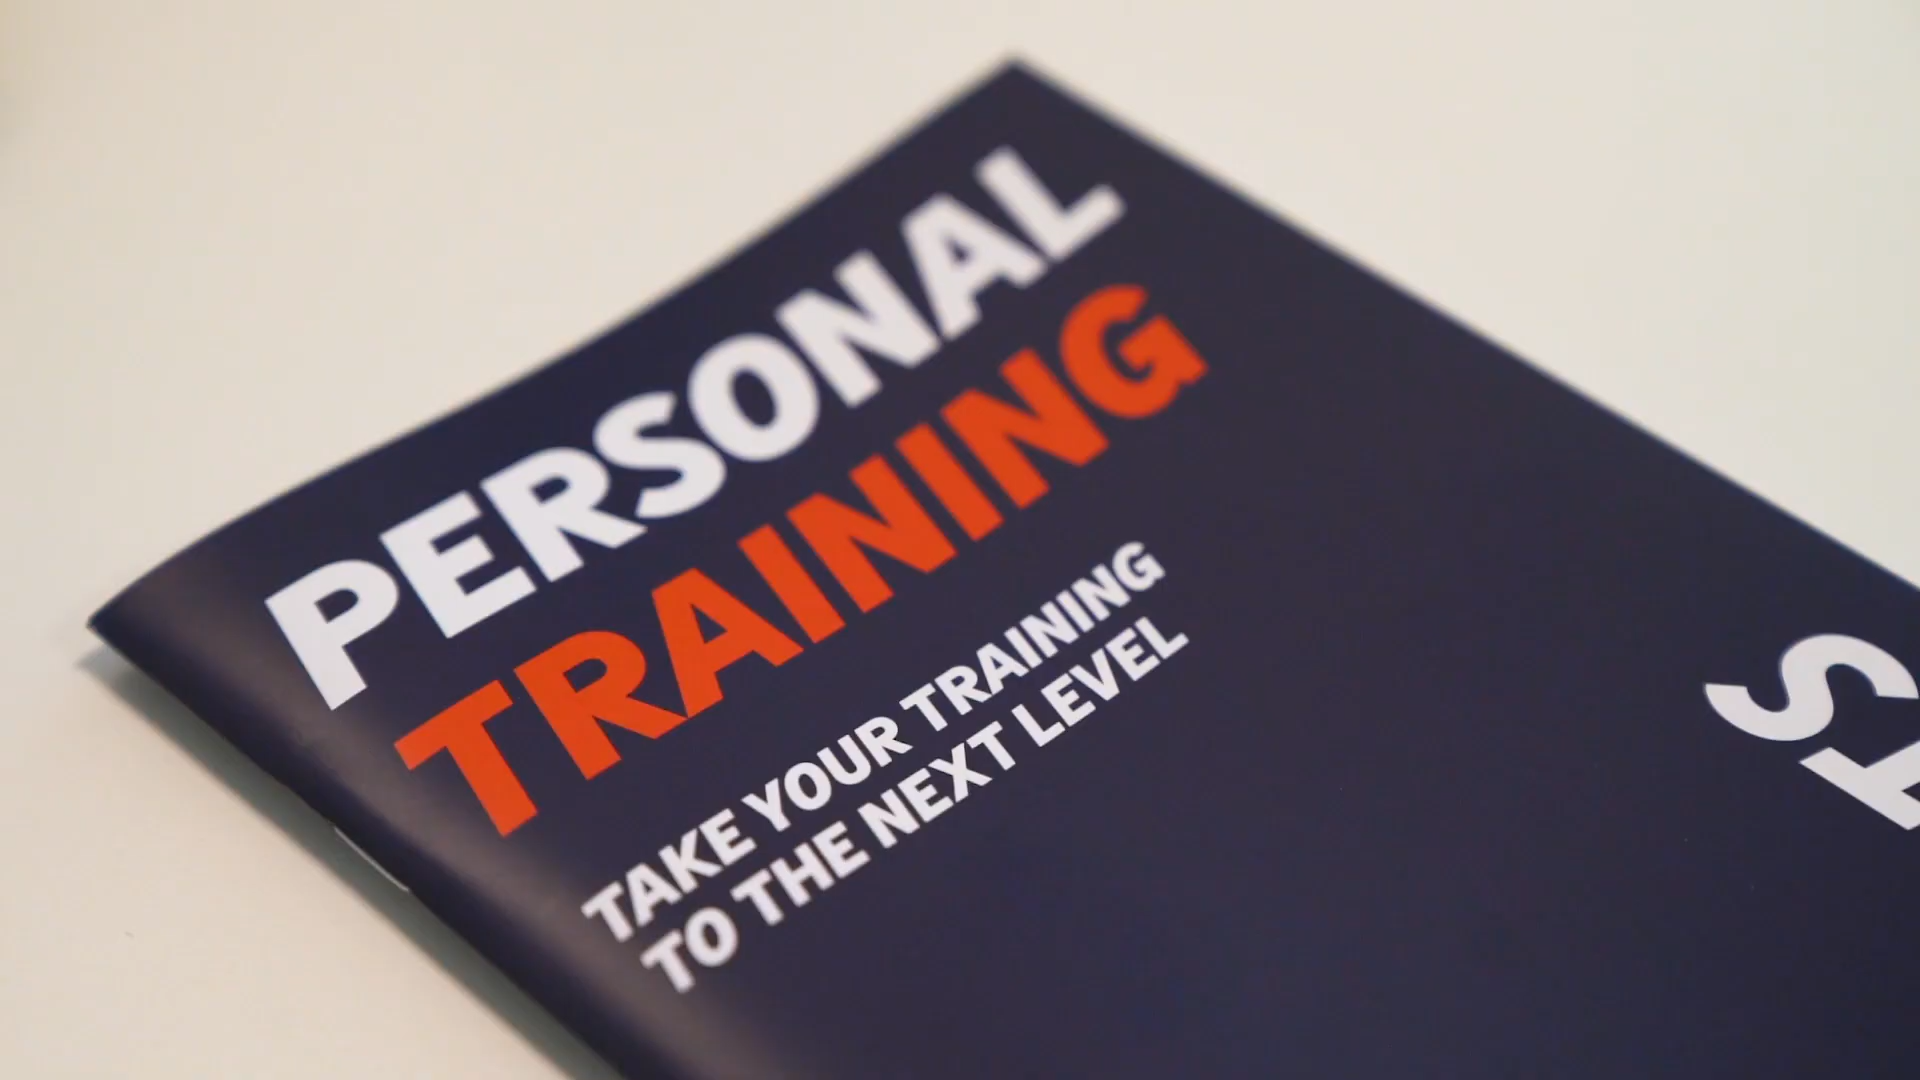 PERSONAL
TRAINING
TAKE YOUR TRAINING
TO THE NEXT LEVEL